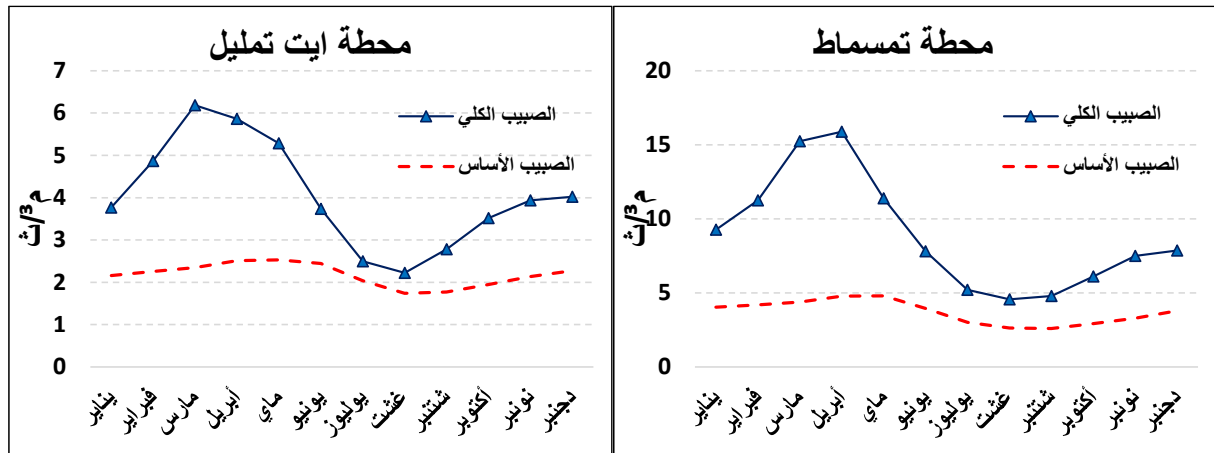 محطة ايت تمليل
7
6
5
4
3
2
1
0
م³/ث
الصبيب الكلي
الصبيب الأساس
يناير
فبراير
مارس
أبريل
ماي
يونيو
يوليوز
غشت
شتنبر
أكتوبر
نونبر
دجنبر
محطة تمسماط
20
15
10
5
0
م³/ث
الصبيب الكلي
الصبيب الأساس
يناير
فبراير
مارس
أبريل
ماي
يونيو
يوليوز
غشت
شتنبر
أكتوبر
نونبر
دجنبر